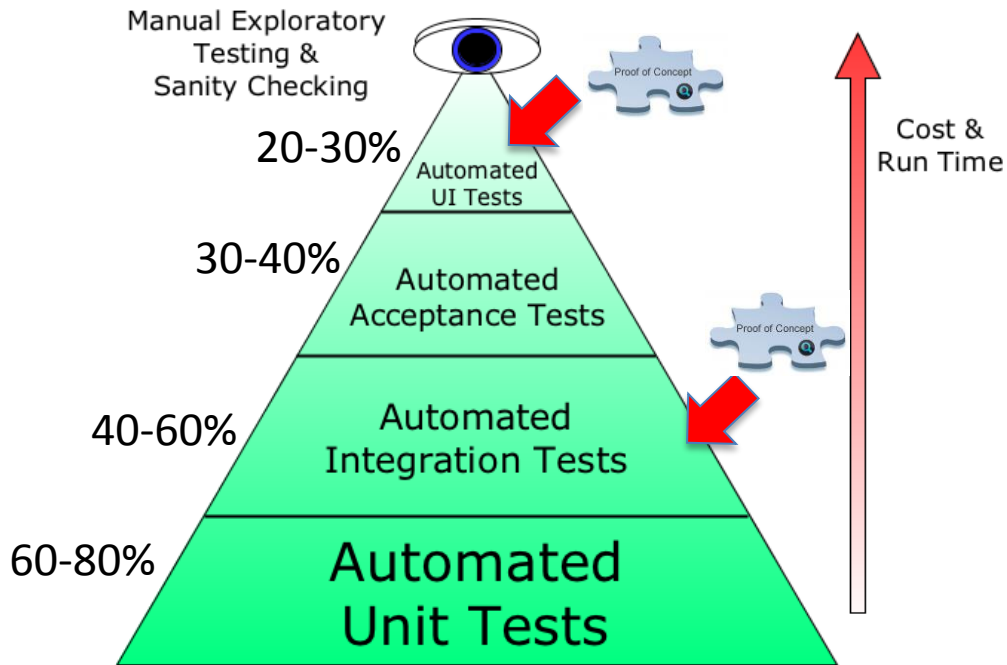 Manual Exploratory
Testing &
Sanity Checking
Proof of Concept
Cost &
Run Time
20-30%
Automated
UI Tests
30-40%
Automated
Acceptance Tests
Proof of Concept
40-60%
Automated
Integration Tests
60-80%
Automated
Unit Tests